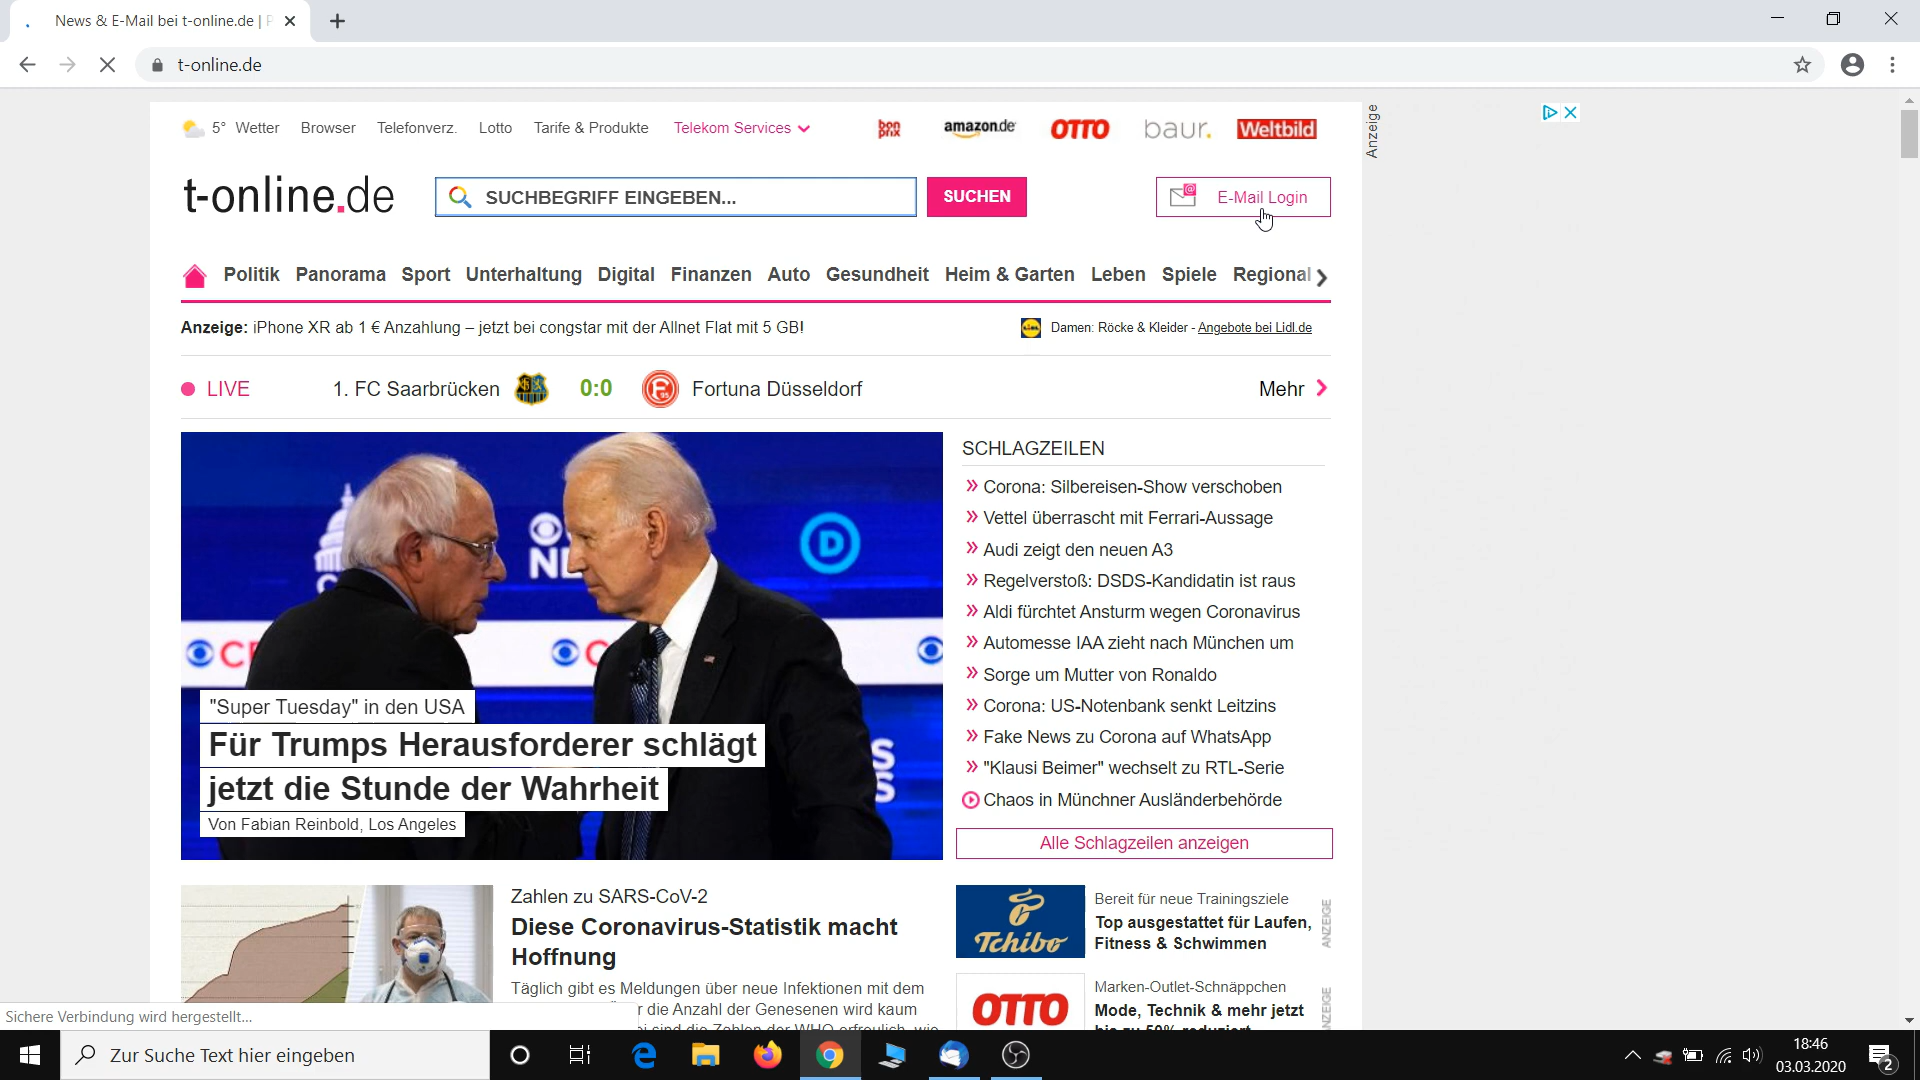 News & E-Mail bei t-online.de |
t-online.de
5° Wetter Browser Telefonverz. Lotto Tarife & Produkte Telekom Services
bon prix amazon.de OTTO baur. Weltbild
Anzeige
t-online.de
SUCHBEGRIFF EINGEBEN...
SUCHEN
E-Mail Login
Politik Panorama Sport Unterhaltung Digital Finanzen Auto Gesundheit Heim & Garten Leben Spiele Regional
Anzeige: iPhone XR ab 1 € Anzahlung – jetzt bei congstar mit der Allnet Flat mit 5 GB!
Damen: Röcke & Kleider - Angebote bei Lidl.de
LIVE 1. FC Saarbrücken 0:0 Fortuna Düsseldorf Mehr
"Super Tuesday" in den USA
Für Trumps Herausforderer schlägt
jetzt die Stunde der Wahrheit
Von Fabian Reinbold, Los Angeles
SCHLAGZEILEN
Corona: Silbereisen-Show verschoben
Vettel überrascht mit Ferrari-Aussage
Audi zeigt den neuen A3
Regelverstoß: DSDS-Kandidatin ist raus
Aldi fürchtet Ansturm wegen Coronavirus
Automesse IAA zieht nach München um
Sorge um Mutter von Ronaldo
Corona: US-Notenbank senkt Leitzins
Fake News zu Corona auf WhatsApp
"Klausi Beimer" wechselt zu RTL-Serie
Chaos in Münchner Ausländerbehörde
Alle Schlagzeilen anzeigen
Zahlen zu SARS-CoV-2
Diese Coronavirus-Statistik macht
Hoffnung
Täglich gibt es Meldungen über neue Infektionen mit dem
die Anzahl der Genesenen wird kaum
Tchibo
Bereit für neue Trainingsziele
Top ausgestattet für Laufen,
Fitness & Schwimmen
ANZEIGE
OTTO
Marken-Outlet-Schnäppchen
Mode, Technik & mehr jetzt
Sichere Verbindung wird hergestellt...
Zur Suche Text hier eingeben
18:46
03.03.2020
2